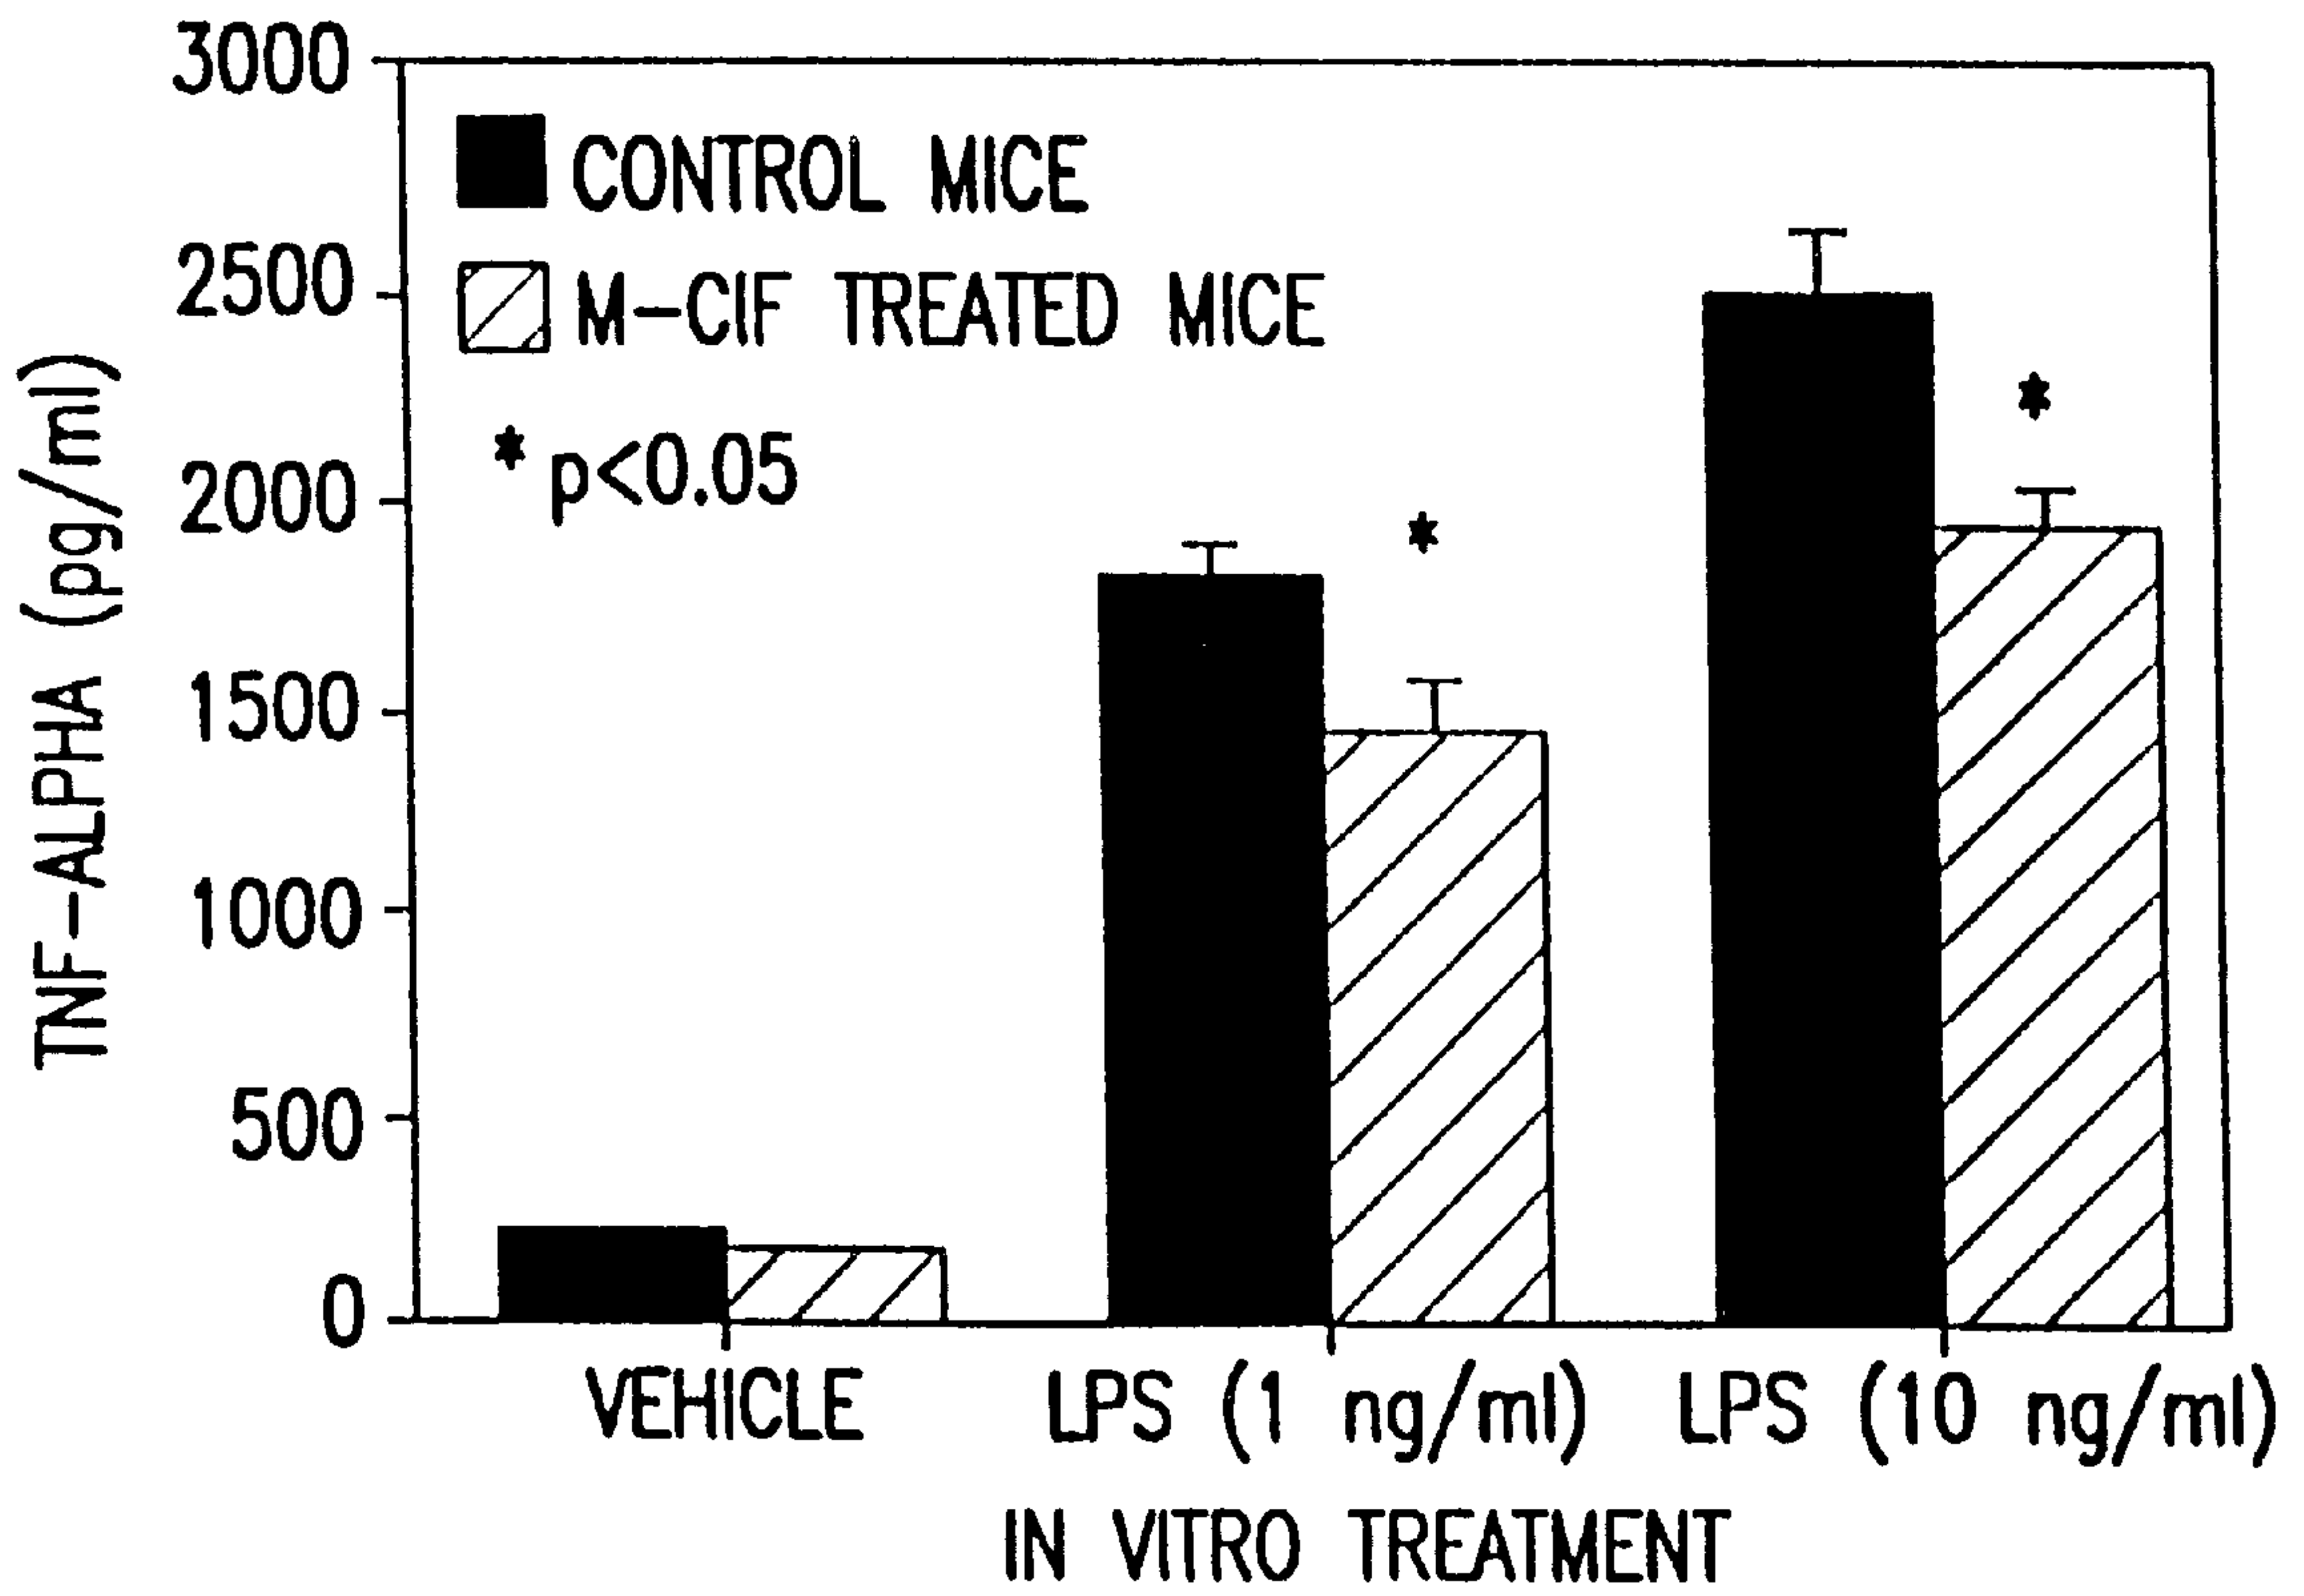 3000
2500
2000
1500
1000
500
0
TNF-ALPHA (pg/ml)
CONTROL MICE
M-CIF TREATED MICE
* p<0.05
*
*
VEHICLE LPS (1 ng/ml) LPS (10 ng/ml)
IN VITRO TREATMENT